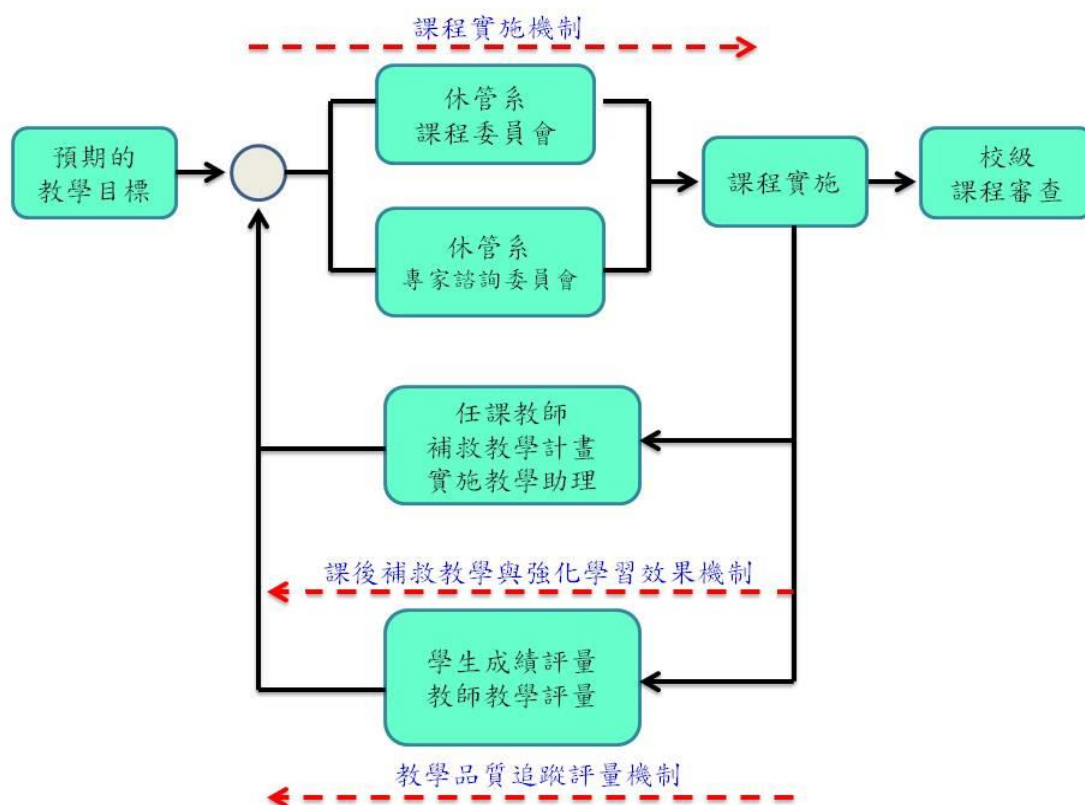 課程實施機制
休管系
課程委員會
預期的
教學目標
課程實施
校級
課程審查
休管系
專家諮詢委員會
任課教師
補救教學計畫
實施教學助理
課後補救教學與強化學習效果機制
學生成績評量
教師教學評量
教學品質追蹤評量機制